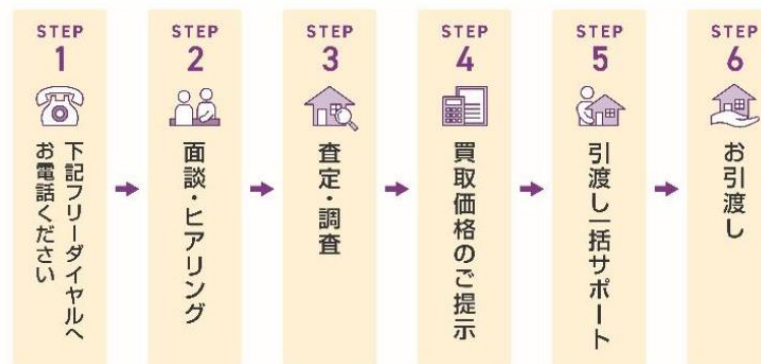 STEP
1
下記フリーダイヤルへ
お電話ください
STEP
2
面談・ヒアリング
STEP
3
査定・調査
STEP
4
買取価格のご提示
STEP
5
引渡し一括サポート
STEP
6
お引渡し